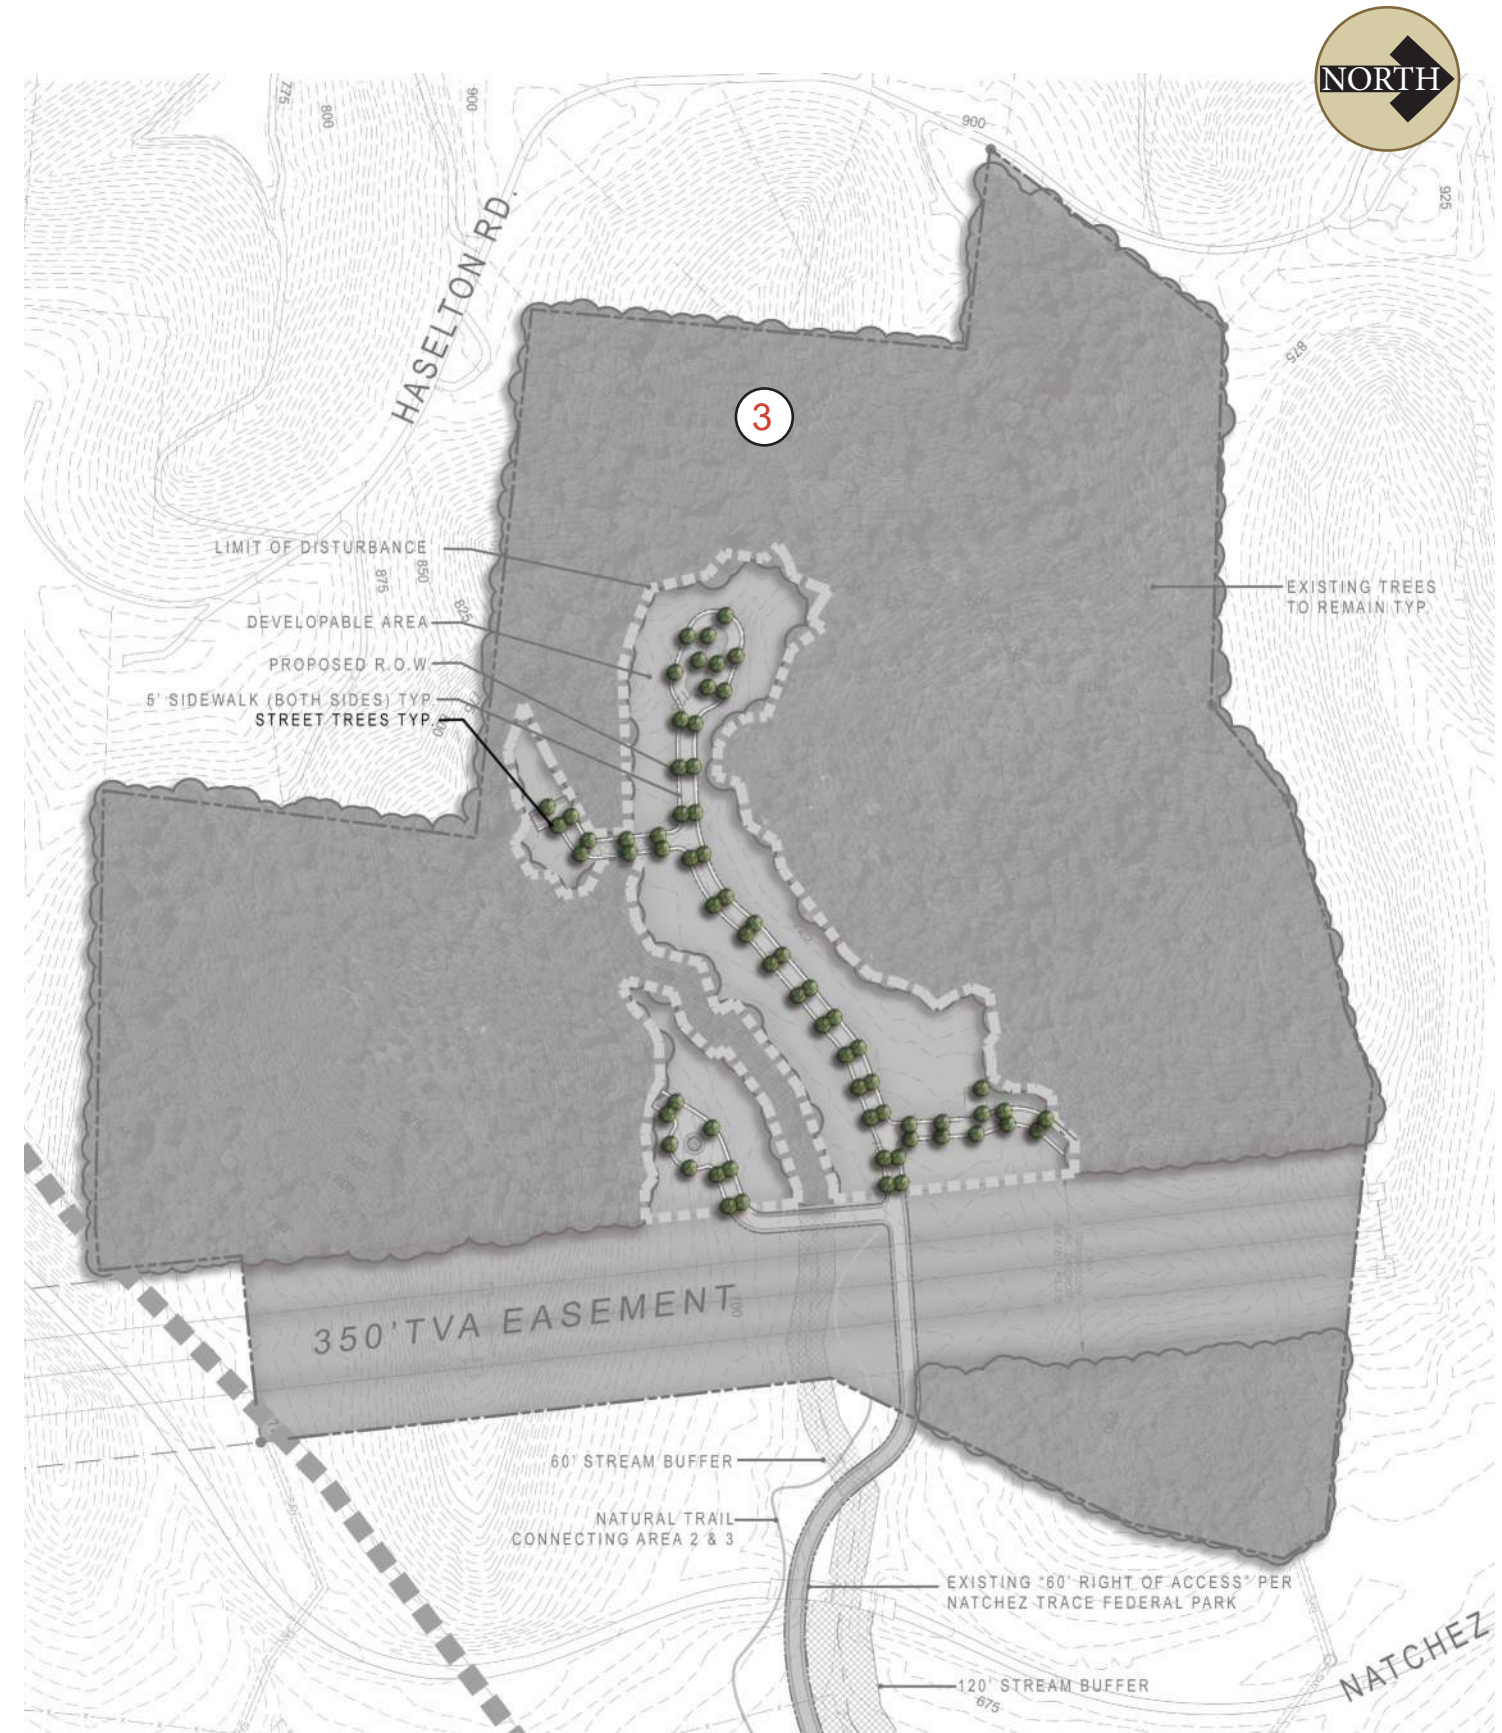 NORTH
775
800
900
900
925
HASELTON RD.
875
3
LIMIT OF DISTURBANCE
850
875
825
EXISTING TREES
TO REMAIN TYP.
DEVELOPABLE AREA
PROPOSED R.O.W.
5' SIDEWALK (BOTH SIDES) TYP.
STREET TREES TYP.
350'TVA EASEMENT
700
60' STREAM BUFFER
NATURAL TRAIL
CONNECTING AREA 2 & 3
EXISTING "60' RIGHT OF ACCESS" PER
NATCHEZ TRACE FEDERAL PARK
120' STREAM BUFFER
675
NATCHEZ